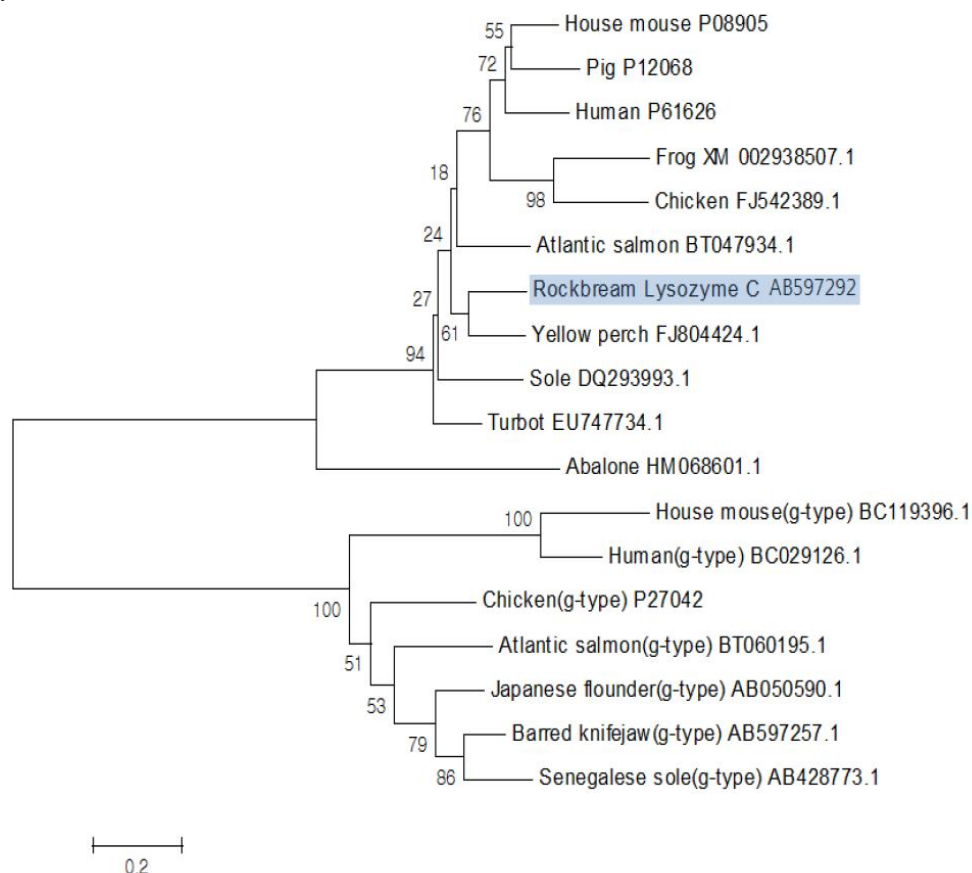 House mouse P08905
55
Pig P12068
72
Human P61626
76
Frog XM 002938507.1
18
98
Chicken FJ542389.1
24
Atlantic salmon BT047934.1
27
Rockbream Lysozyme C AB597292
61
Yellow perch FJ804424.1
94
Sole DQ293993.1
Turbot EU747734.1
Abalone HM068601.1
100
House mouse(g-type) BC119396.1
Human(g-type) BC029126.1
100
Chicken(g-type) P27042
51
Atlantic salmon(g-type) BT060195.1
53
Japanese flounder(g-type) AB050590.1
79
Barred knifejaw(g-type) AB597257.1
86
Senegalese sole(g-type) AB428773.1
0.2